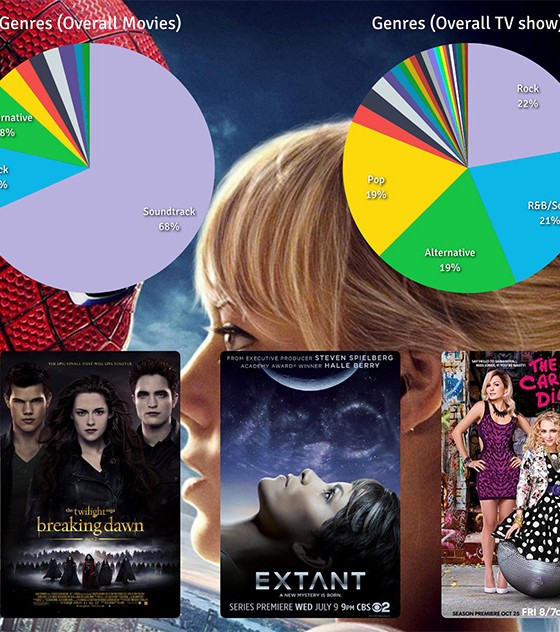 Genres (Overall Movies)
Genres (Overall TV show
rnative
8%
ck
%
Soundtrack
68%
Rock
22%
R&B/So
21%
Alternative
19%
Pop
19%
THE EPIC FINALE THAT WILL LIVE FOREVER
the twilight saga
breaking dawn
FROM EXECUTIVE PRODUCER STEVEN SPIELBERG
ACADEMY AWARD® WINNER HALLE BERRY
EXTANT
A NEW MYSTERY IS BORN.
SERIES PREMIERE WED JULY 9 9PM CBS 2
THE
CAR
DI
SEASON PREMIERE OCT 25 FRI 8/7c